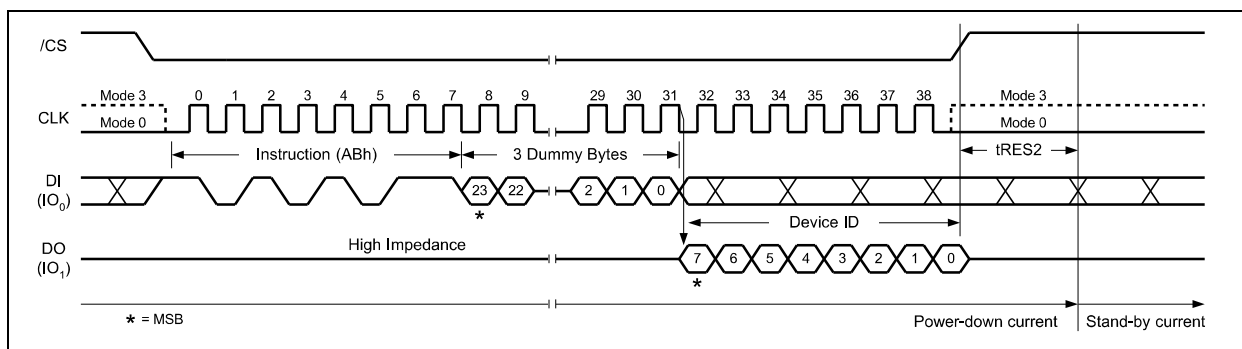 /CS
Mode 3
0 1 2 3 4 5 6 7 8 9 29 30 31 32 33 34 35 36 37 38
Mode 3
CLK
Mode 0
Mode 0
Instruction (ABh)
3 Dummy Bytes
tRES2
DI
(IO0)
23 22 2 1 0
*
Device ID
High Impedance
DO
(IO1)
7 6 5 4 3 2 1 0
*
* = MSB
Power-down current
Stand-by current